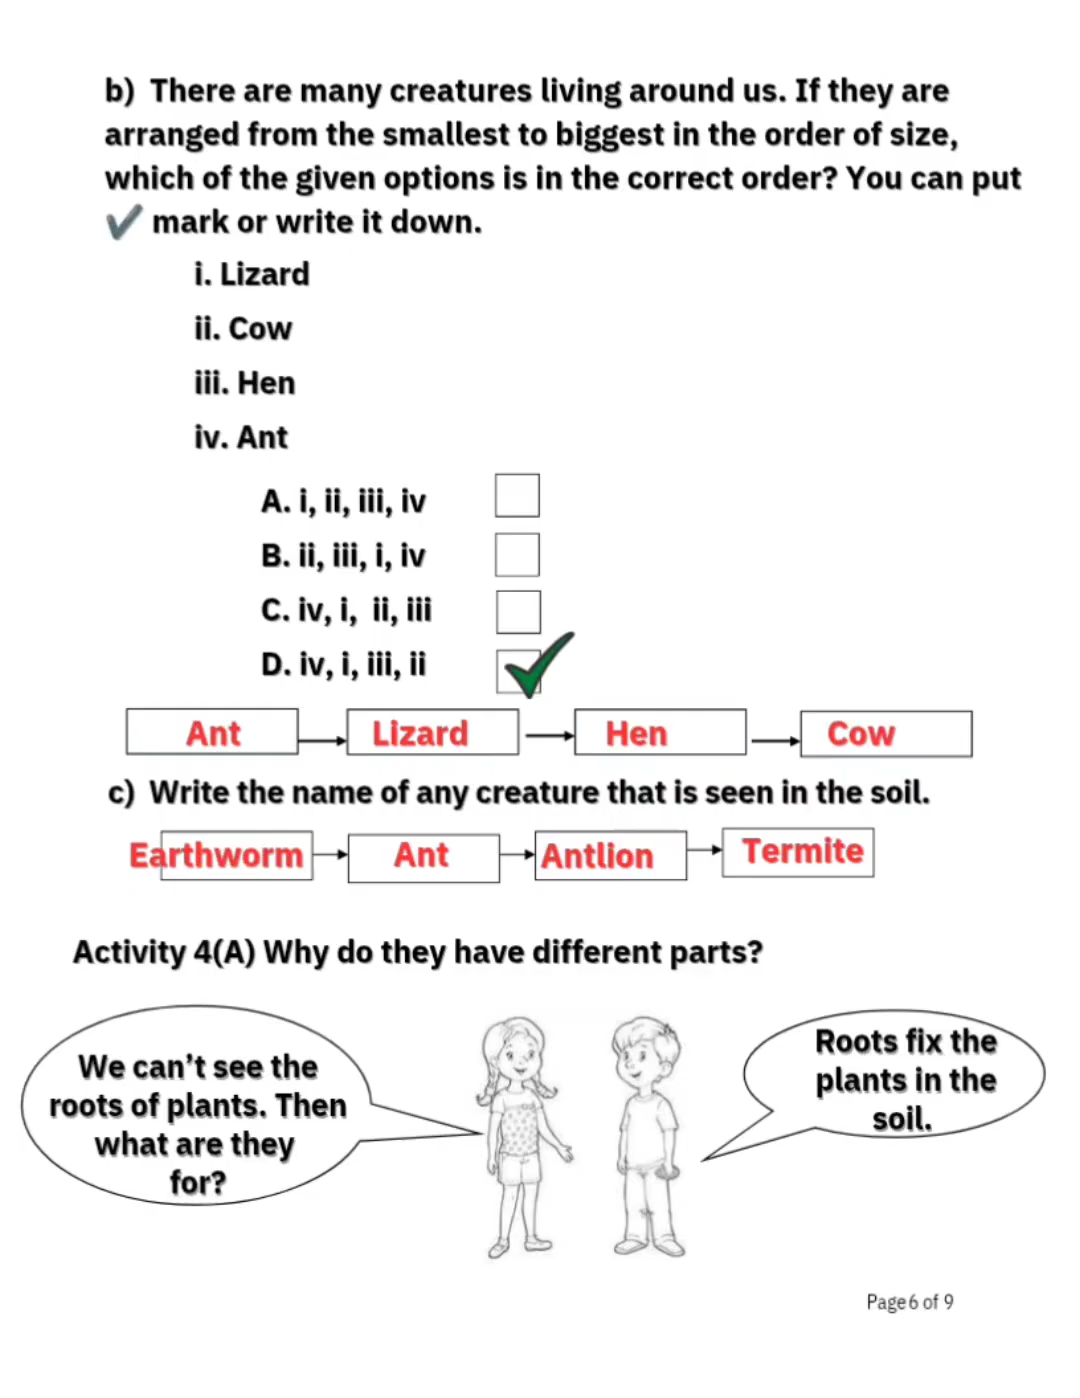 b) There are many creatures living around us. If they are
arranged from the smallest to biggest in the order of size,
which of the given options is in the correct order? You can put
✔ mark or write it down.
i. Lizard
ii. Cow
iii. Hen
iv. Ant
A. i, ii, iii, iv
B. ii, iii, i, iv
C. iv, i, ii, iii
D. iv, i, iii, ii
Ant Lizard Hen Cow
c) Write the name of any creature that is seen in the soil.
Earthworm Ant Antlion Termite
Activity 4(A) Why do they have different parts?
We can't see the
roots of plants. Then
what are they
for?
Roots fix the
plants in the
soil.
Page 6 of 9